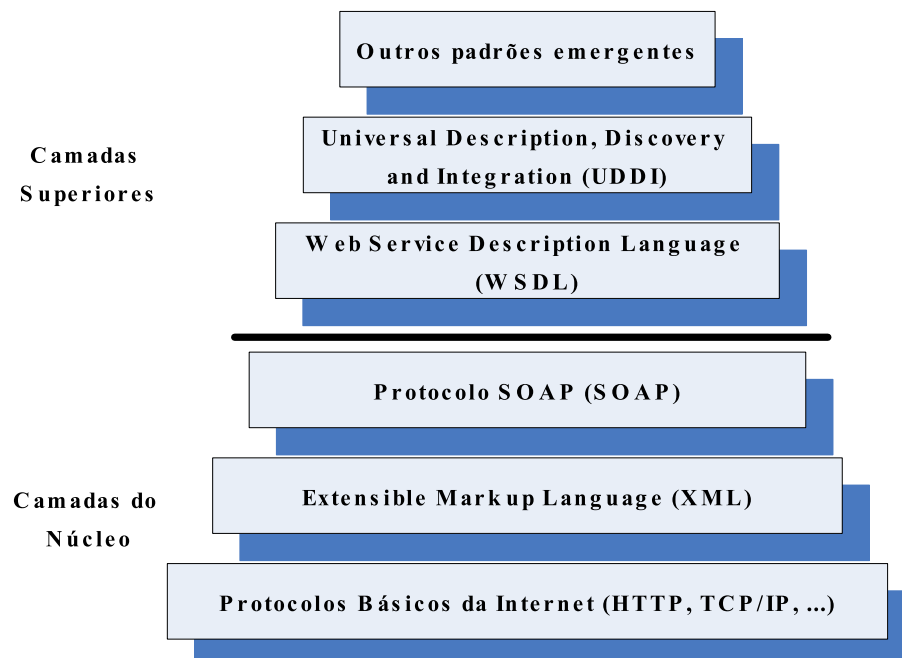 Outros padrões emergentes
Universal Description, Discovery
and Integration (UDDI)
Camadas
Superiores
Web Service Description Language
(WSDL)
Protocolo SOAP (SOAP)
Extensible Markup Language (XML)
Camadas do
Núcleo
Protocolos Básicos da Internet (HTTP, TCP/IP, ...)